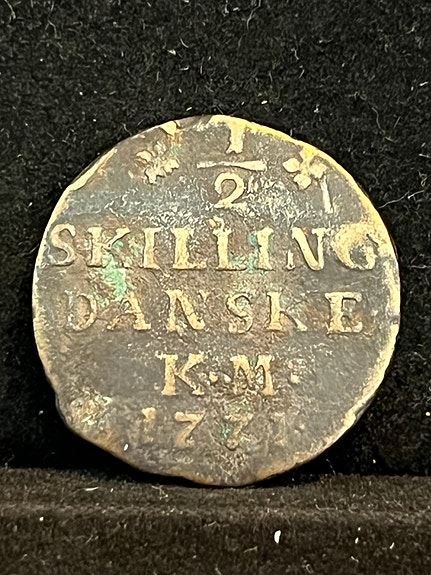 1/2
SKILLING
DANSKE
K·M·
1771·